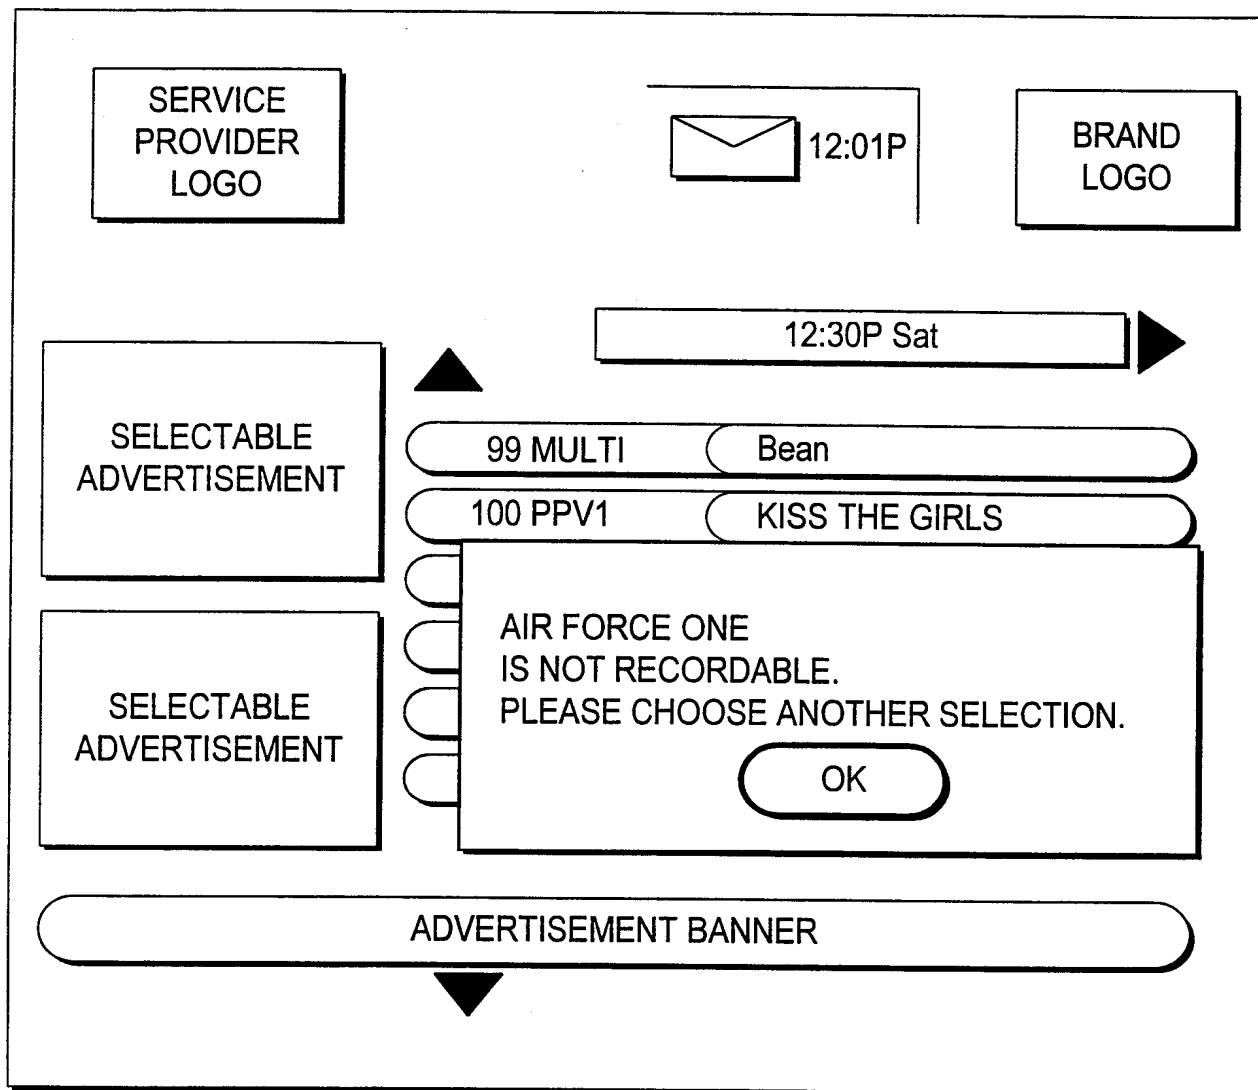 SERVICE
PROVIDER
LOGO
12:01P
BRAND
LOGO
12:30P Sat
SELECTABLE
ADVERTISEMENT
99 MULTI Bean
100 PPV1 KISS THE GIRLS
AIR FORCE ONE
IS NOT RECORDABLE.
PLEASE CHOOSE ANOTHER SELECTION.
OK
SELECTABLE
ADVERTISEMENT
ADVERTISEMENT BANNER